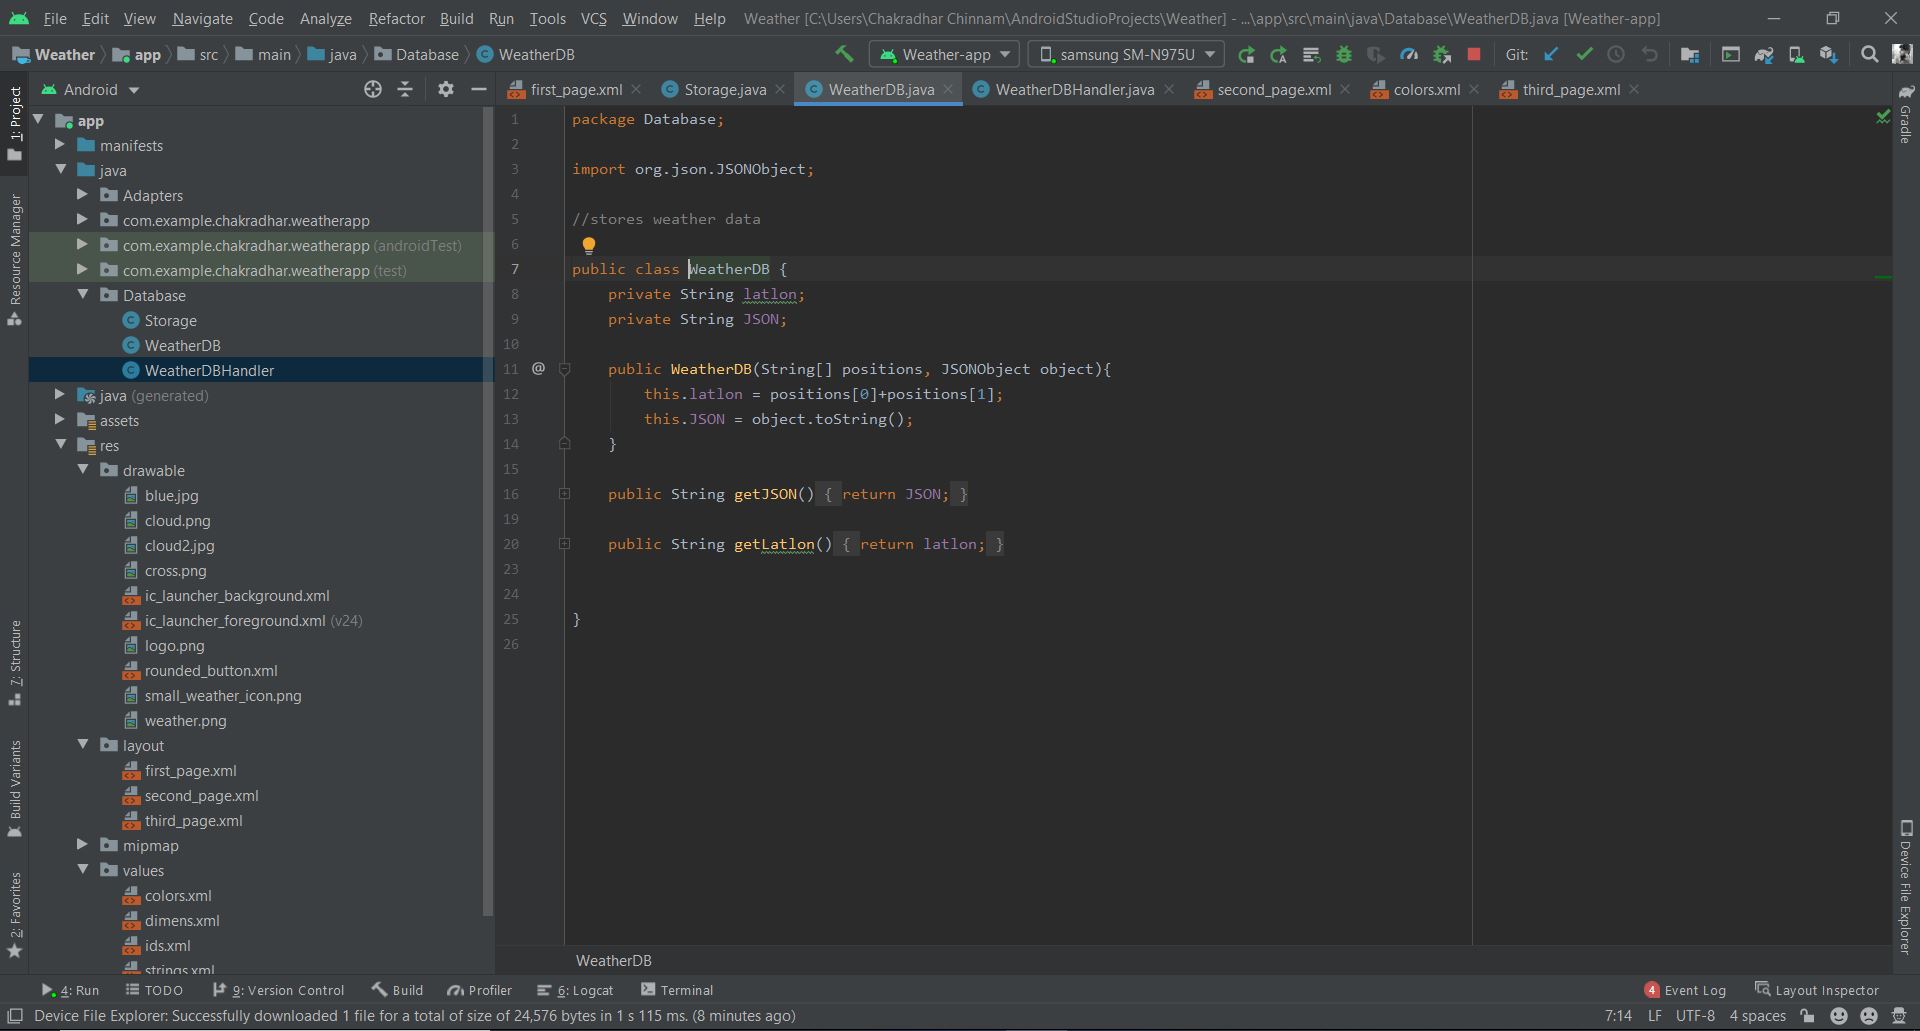 File Edit View Navigate Code Analyze Refactor Build Run Tools VCS Window Help Weather [C:\Users\Chakradhar Chinnam\AndroidStudioProjects\Weather] - ...\app\src\main\java\Database\WeatherDB.java [Weather-app]
Weather app src main java Database WeatherDB Weather-app samsung SM-N975U Git:
Android first_page.xml Storage.java WeatherDB.java WeatherDBHandler.java second_page.xml colors.xml third_page.xml
1: Project
Resource Manager
7: Structure
Build Variants
2: Favorites
app
manifests
java
Adapters
com.example.chakradhar.weatherapp
com.example.chakradhar.weatherapp (androidTest)
com.example.chakradhar.weatherapp (test)
Database
Storage
WeatherDB
WeatherDBHandler
java (generated)
assets
res
drawable
blue.jpg
cloud.png
cloud2.jpg
cross.png
ic_launcher_background.xml
ic_launcher_foreground.xml (v24)
logo.png
rounded_button.xml
small_weather_icon.png
weather.png
layout
first_page.xml
second_page.xml
third_page.xml
mipmap
values
colors.xml
dimens.xml
ids.xml
strings.xml
1 package Database;
2
3 import org.json.JSONObject;
4
5 //stores weather data
6
7 public class WeatherDB {
8 private String latlon;
9 private String JSON;
10
11 @ public WeatherDB(String[] positions, JSONObject object){
12 this.latlon = positions[0]+positions[1];
13 this.JSON = object.toString();
14 }
15
16 public String getJSON() { return JSON; }
19
20 public String getLatlon() { return latlon; }
23
24
25 }
26
WeatherDB
Gradle
Device File Explorer
4: Run TODO 9: Version Control Build Profiler 6: Logcat Terminal 4 Event Log Layout Inspector
Device File Explorer: Successfully downloaded 1 file for a total of size of 24,576 bytes in 1 s 115 ms. (8 minutes ago) 7:14 LF UTF-8 4 spaces